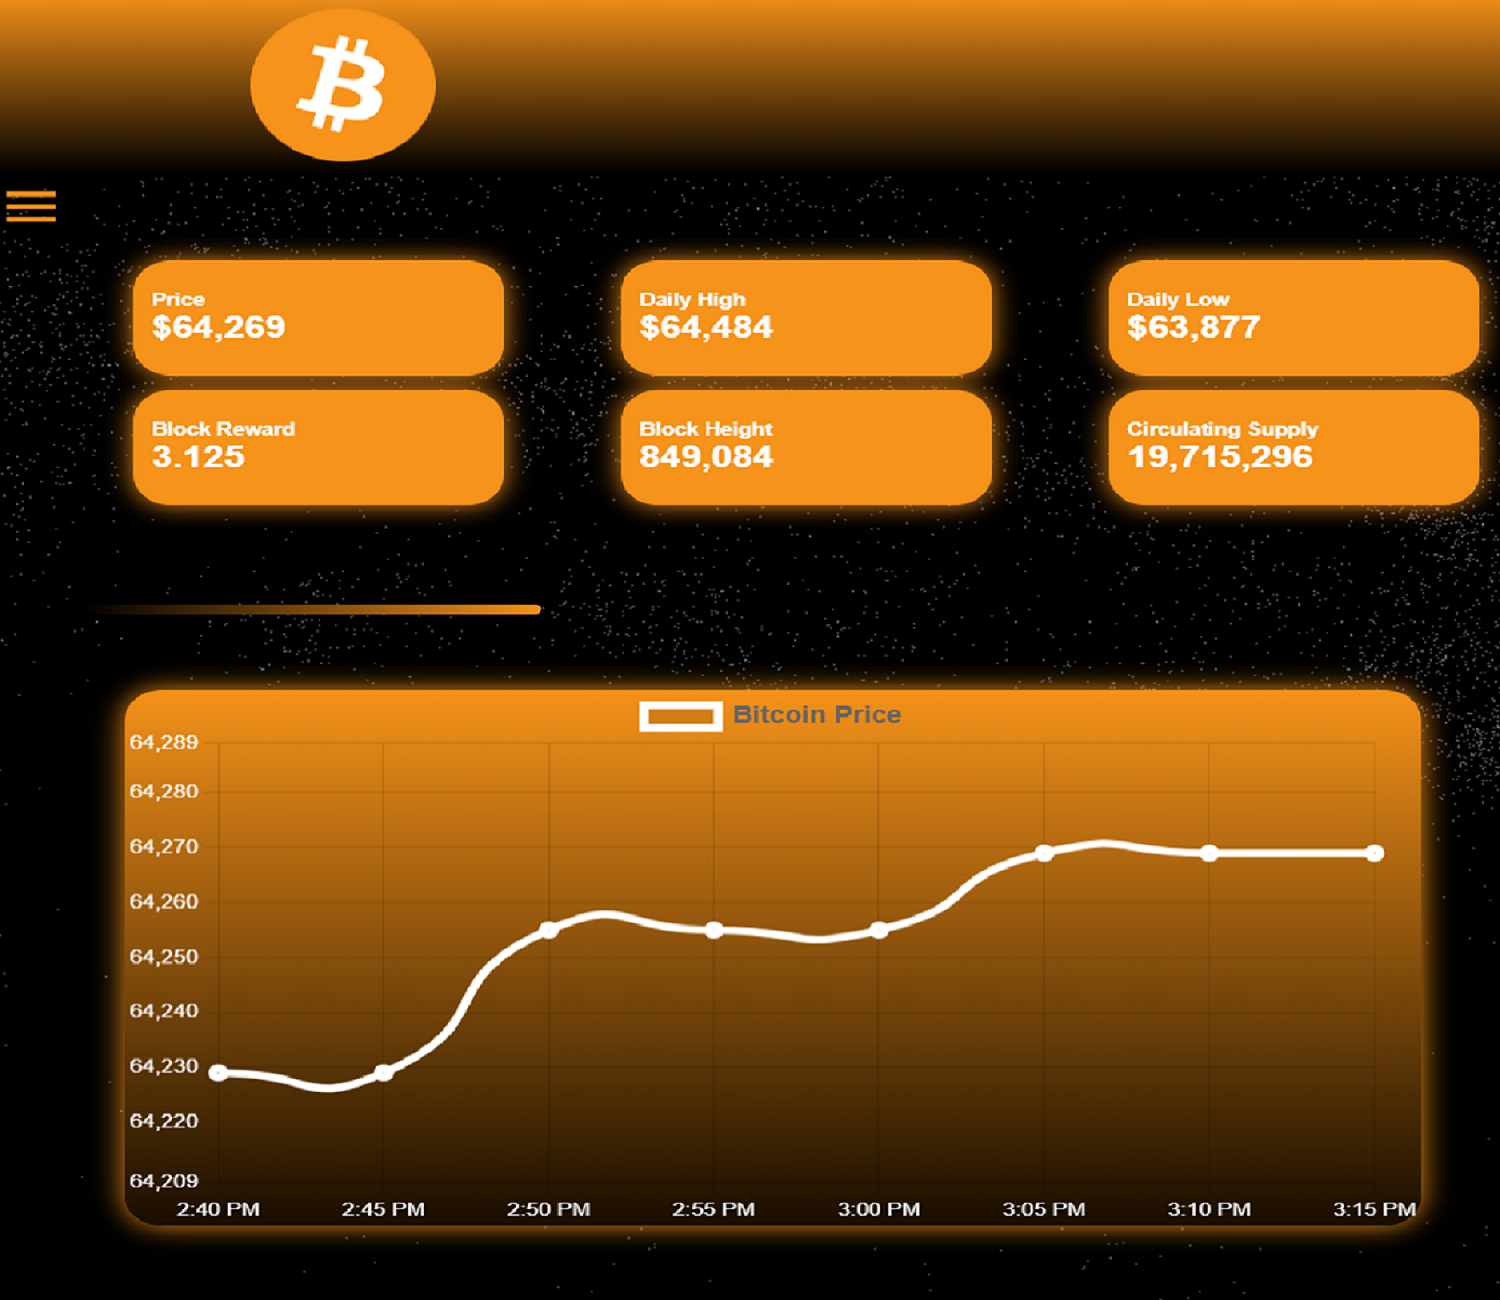 Price
$64,269
Daily High
$64,484
Daily Low
$63,877
Block Reward
3.125
Block Height
849,084
Circulating Supply
19,715,296
Bitcoin Price
64,289
64,280
64,270
64,260
64,250
64,240
64,230
64,220
64,209
2:40 PM
2:45 PM
2:50 PM
2:55 PM
3:00 PM
3:05 PM
3:10 PM
3:15 PM